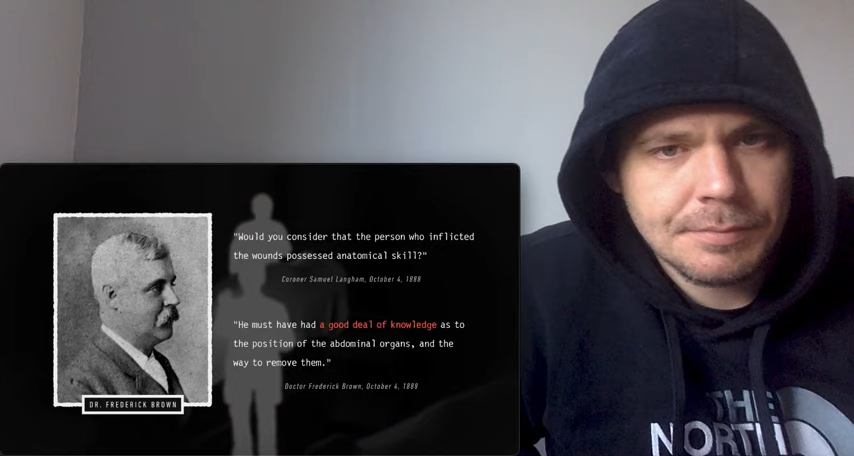 "Would you consider that the person who inflicted
the wounds possessed anatomical skill?"
Coroner Samuel Langham, October 4, 1888
"He must have had a good deal of knowledge as to
the position of the abdominal organs, and the
way to remove them."
Doctor Frederick Brown, October 4, 1888
DR. FREDERICK BROWN
THE
NORTH